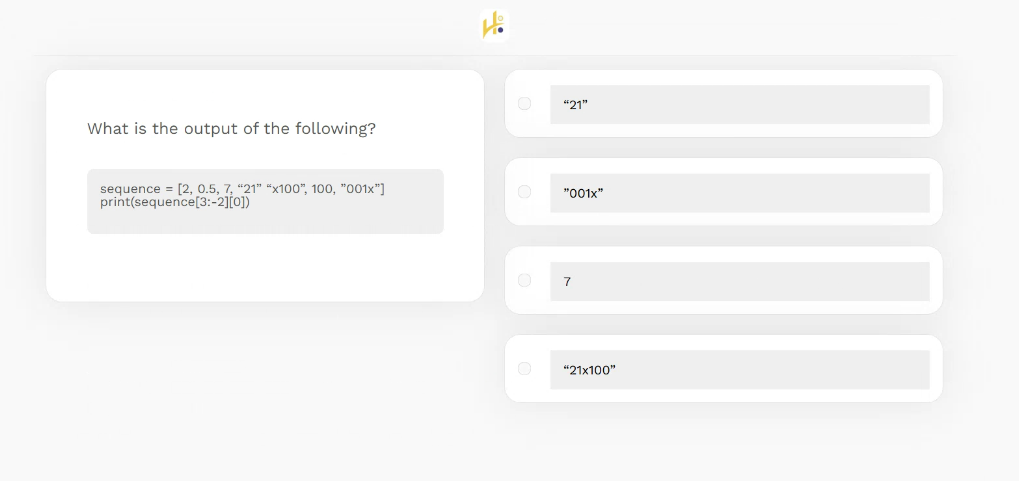 What is the output of the following?
sequence = [2, 0.5, 7, “21” “x100”, 100, ”001x”]
print(sequence[3:-2][0])
“21”
”001x”
7
“21x100”